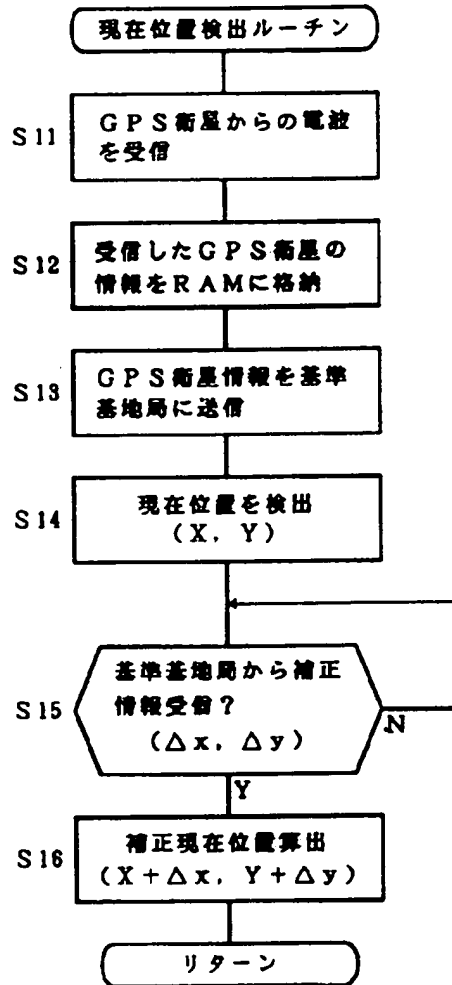 現在位置検出ルーチン
S11
GPS衛星からの電波
を受信
S12
受信したGPS衛星の
情報をRAMに格納
S13
GPS衛星情報を基準
基地局に送信
S14
現在位置を検出
(X, Y)
S15
基準基地局から補正
情報受信?
(△x, △y)
N
Y
S16
補正現在位置算出
(X+△x, Y+△y)
リターン